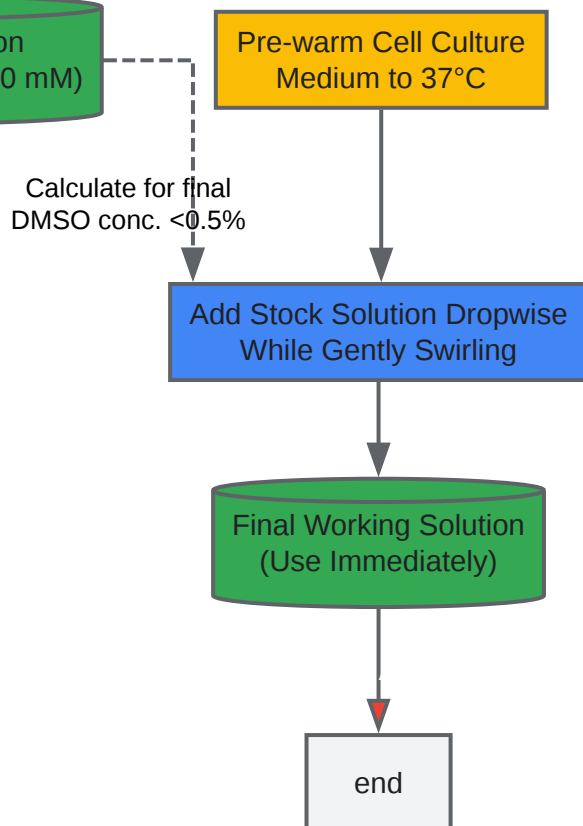 on
0 mM)
Pre-warm Cell Culture
Medium to 37°C
Calculate for final
DMSO conc. <0.5%
Add Stock Solution Dropwise
While Gently Swirling
Final Working Solution
(Use Immediately)
end